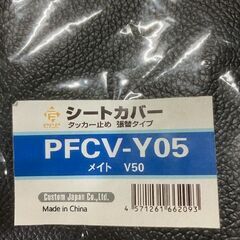 シートカバー
タッカー止め 張替タイプ
PFCV-Y05
メイト V50
Custom Japan Co.,Ltd.
Made in China
4 571261 662093